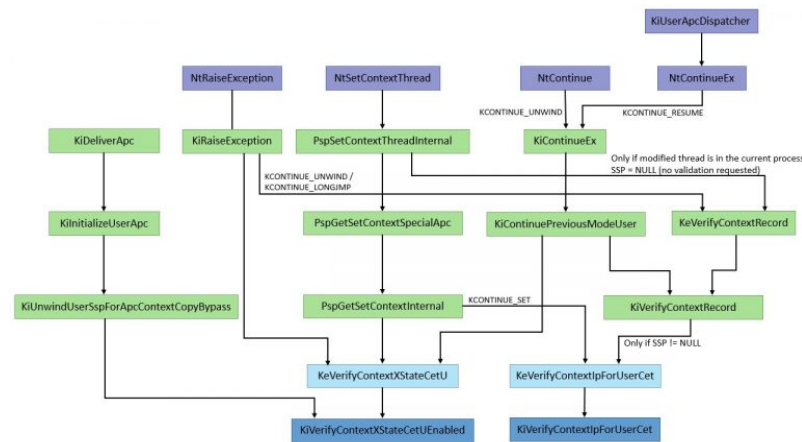 KiUserApcDispatcher
NtRaiseException
NtSetContextThread
NtContinue
NtContinueEx
KCONTINUE_UNWIND
KCONTINUE_RESUME
KiDeliverApc
KiRaiseException
PspSetContextThreadInternal
KiContinueEx
Only if modified thread is in the current process
SSP = NULL (no validation requested)
KCONTINUE_UNWIND /
KCONTINUE_LONGJMP
KiInitializeUserApc
PspGetSetContextSpecialApc
KiContinuePreviousModeUser
KeVerifyContextRecord
KiUnwindUserSspForApcContextCopyBypass
PspGetSetContextInternal
KCONTINUE_SET
KiVerifyContextRecord
Only if SSP != NULL
KeVerifyContextXStateCetU
KeVerifyContextIpForUserCet
KiVerifyContextXStateCetUEnabled
KiVerifyContextIpForUserCet